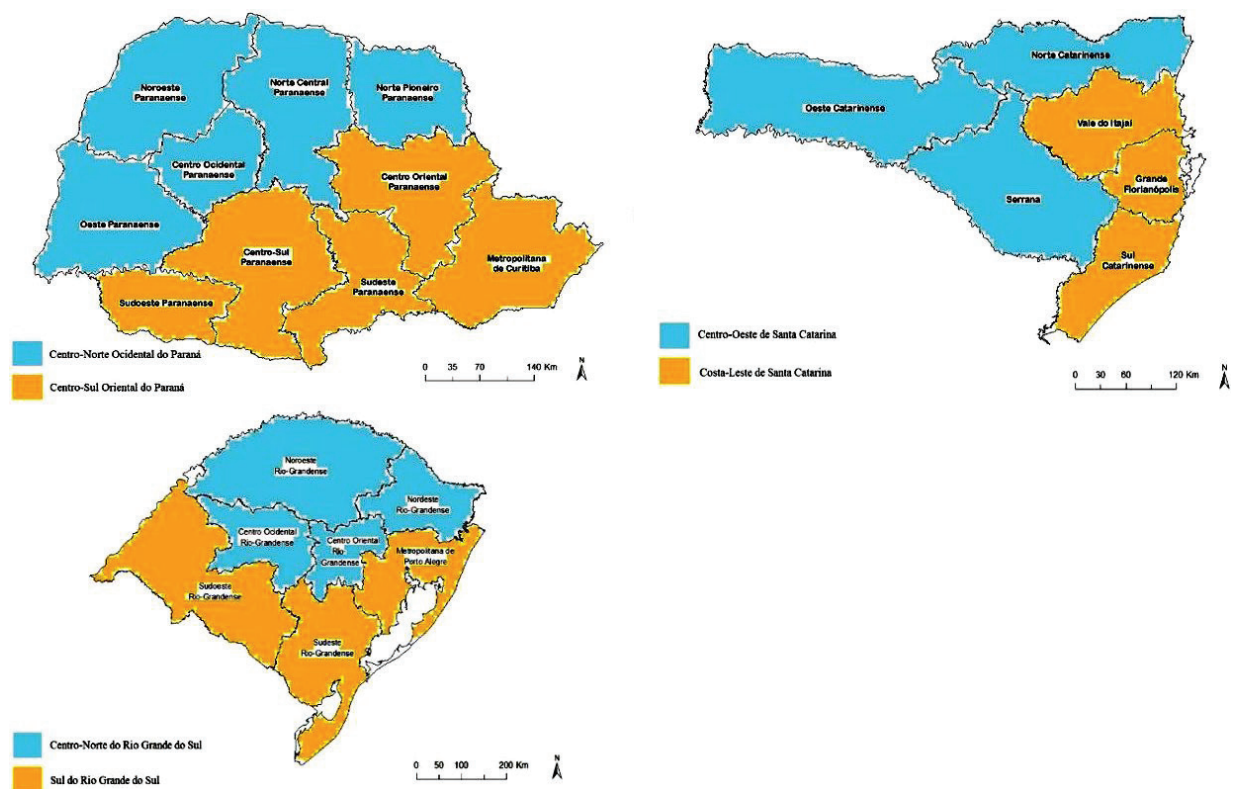 Noroeste
Paranaense
Norte Central
Paranaense
Norte Pioneiro
Paranaense
Centro Ocidental
Paranaense
Centro Oriental
Paranaense
Oeste Paranaense
Centro-Sul
Paranaense
Sudeste
Paranaense
Metropolitana
de Curitiba
Sudoeste Paranaense
Centro-Norte Ocidental do Paraná
Centro-Sul Oriental do Paraná
0 35 70 140 Km
N
Norte Catarinense
Oeste Catarinense
Vale do Itajaí
Grande
Florianópolis
Serrana
Sul
Catarinense
Centro-Oeste de Santa Catarina
Costa-Leste de Santa Catarina
0 30 60 120 Km
N
Noroeste
Rio-Grandense
Nordeste
Rio-Grandense
Centro Ocidental
Rio-Grandense
Centro Oriental
Rio-
Grandense
Metropolitana de
Porto Alegre
Sudoeste
Rio-Grandense
Sudeste
Rio-Grandense
Centro-Norte do Rio Grande do Sul
Sul do Rio Grande do Sul
0 50 100 200 Km
N